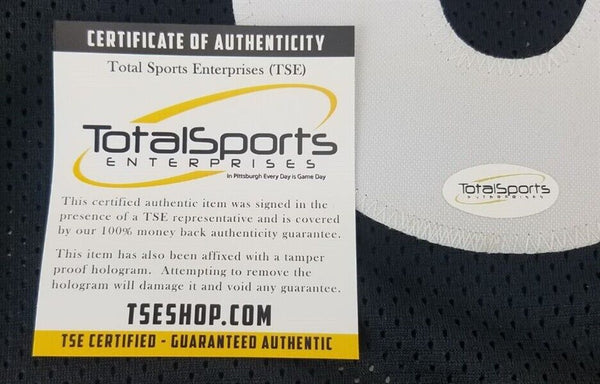 CERTIFICATE OF AUTHENTICITY
Total Sports Enterprises (TSE)
TotalSports
ENTERPRISES
In Pittsburgh Every Day is Game Day
This certified authentic item was signed in the
presence of a TSE representative and is covered
by our 100% money back authenticity guarantee.
This item has also been affixed with a tamper
proof hologram. Attempting to remove the
hologram will damage it and void any guarantee.
TSESHOP.COM
TSE CERTIFIED - GUARANTEED AUTHENTIC
TotalSports
ENTERPRISES